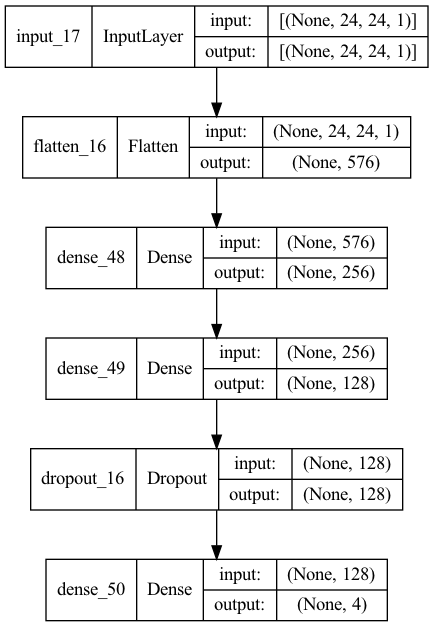 input_17 InputLayer input: [(None, 24, 24, 1)]
output: [(None, 24, 24, 1)]
flatten_16 Flatten input: (None, 24, 24, 1)
output: (None, 576)
dense_48 Dense input: (None, 576)
output: (None, 256)
dense_49 Dense input: (None, 256)
output: (None, 128)
dropout_16 Dropout input: (None, 128)
output: (None, 128)
dense_50 Dense input: (None, 128)
output: (None, 4)